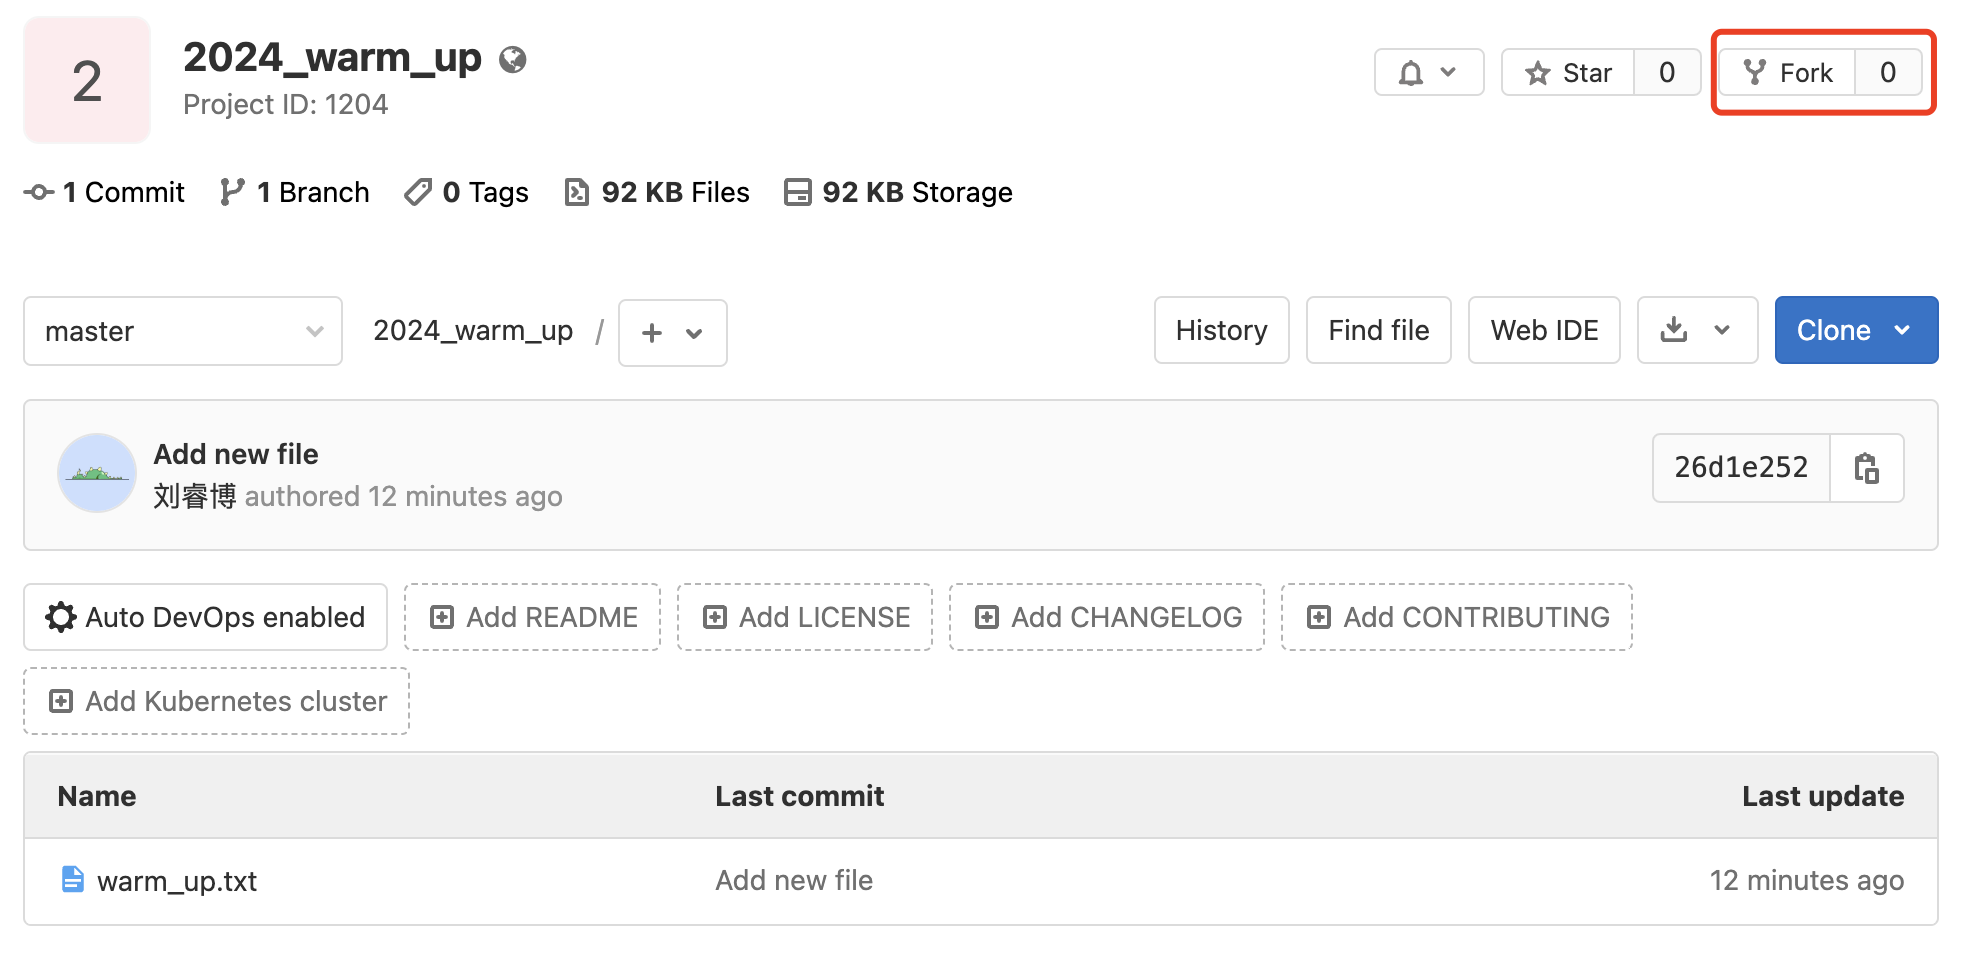 2
2024_warm_up
Project ID: 1204
Star 0
Fork 0
1 Commit 1 Branch 0 Tags 92 KB Files 92 KB Storage
master 2024_warm_up / + History Find file Web IDE Clone
Add new file
刘睿博 authored 12 minutes ago
26d1e252
Auto DevOps enabled Add README Add LICENSE Add CHANGELOG Add CONTRIBUTING
Add Kubernetes cluster
Name Last commit Last update
warm_up.txt Add new file 12 minutes ago